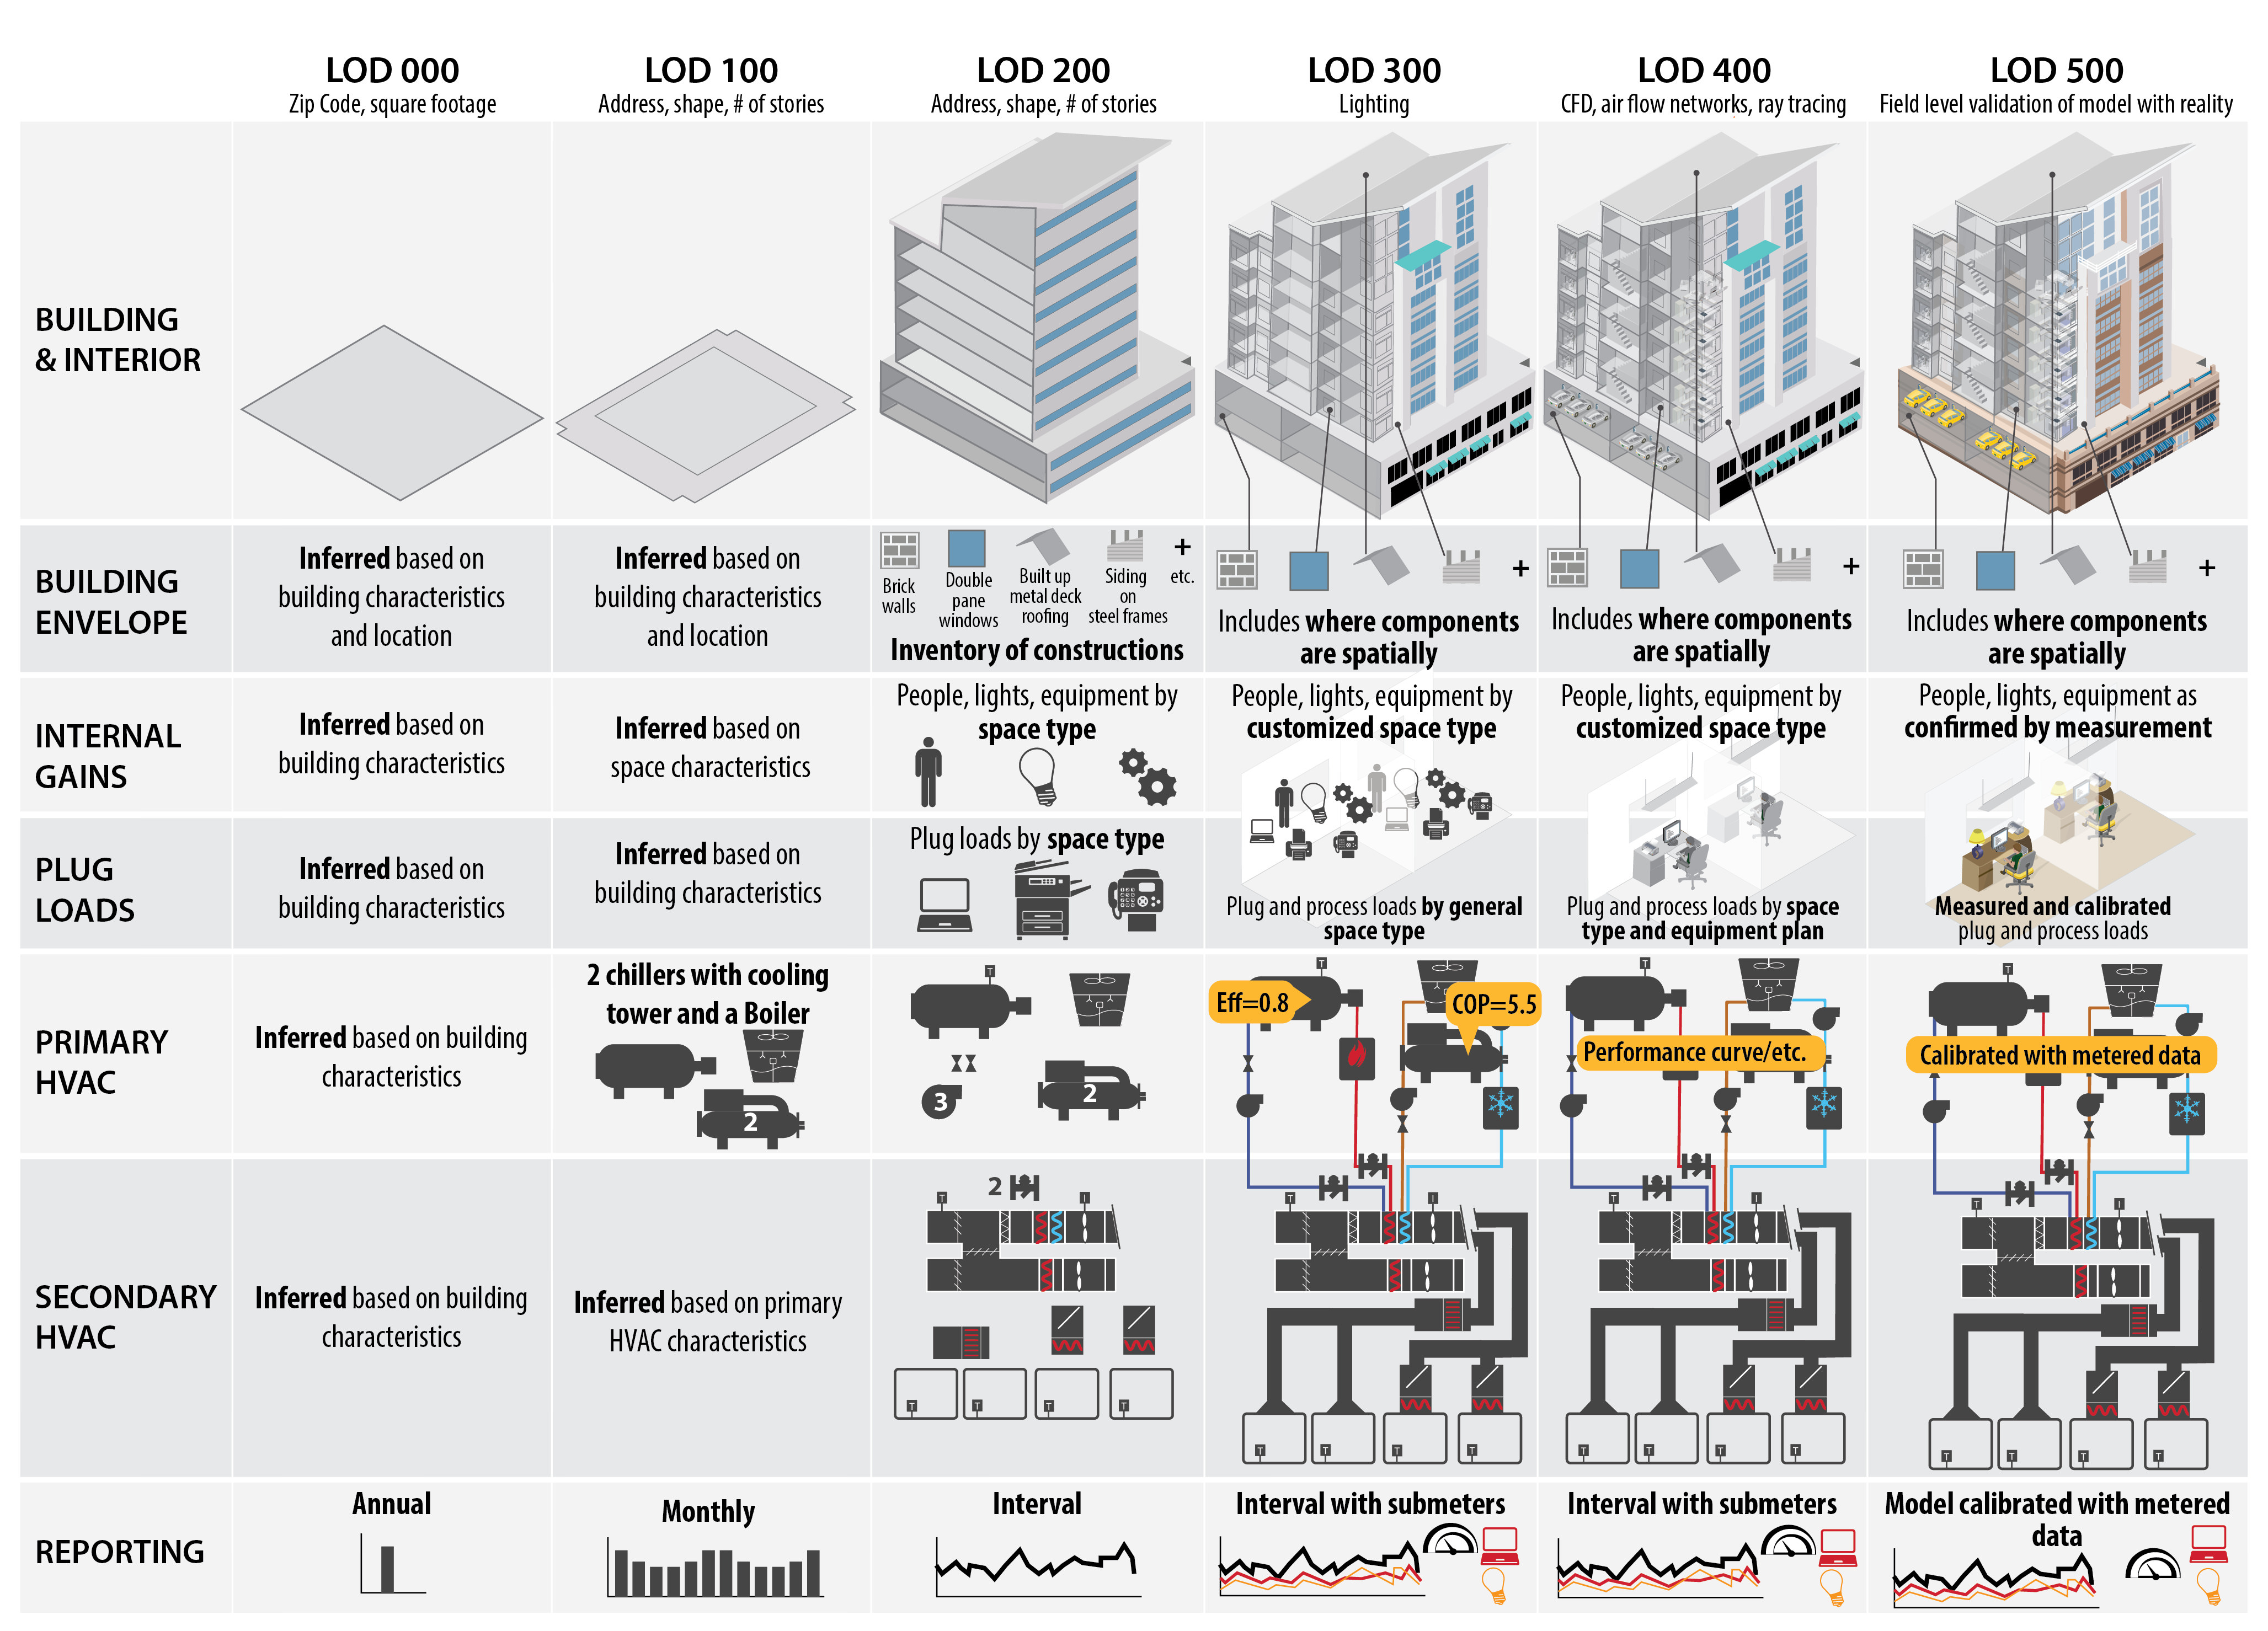 LOD 000
Zip Code, square footage
LOD 100
Address, shape, # of stories
LOD 200
Address, shape, # of stories
LOD 300
Lighting
LOD 400
CFD, air flow networks, ray tracing
LOD 500
Field level validation of model with reality
BUILDING
& INTERIOR
BUILDING
ENVELOPE
Inferred based on
building characteristics
and location
Inferred based on
building characteristics
and location
Brick
walls
Double
pane
windows
Built up
metal deck
roofing
Siding
on
steel frames
+
etc.
Inventory of constructions
+
Includes where components
are spatially
+
Includes where components
are spatially
+
Includes where components
are spatially
INTERNAL
GAINS
Inferred based on
building characteristics
Inferred based on
space characteristics
People, lights, equipment by
space type
People, lights, equipment by
customized space type
People, lights, equipment by
customized space type
People, lights, equipment as
confirmed by measurement
PLUG
LOADS
Inferred based on
building characteristics
Inferred based on
building characteristics
Plug loads by space type
Plug and process loads by general
space type
Plug and process loads by space
type and equipment plan
Measured and calibrated
plug and process loads
PRIMARY
HVAC
Inferred based on building
characteristics
2 chillers with cooling
tower and a Boiler
2
T
3
2
T
Eff=0.8
COP=5.5
T
Performance curve/etc.
T
Calibrated with metered data
SECONDARY
HVAC
Inferred based on building
characteristics
Inferred based on primary
HVAC characteristics
2
T
I
T
T
T
T
T
I
T
T
T
T
T
I
T
T
T
T
T
I
T
T
T
T
REPORTING
Annual
Monthly
Interval
Interval with submeters
Interval with submeters
Model calibrated with metered
data